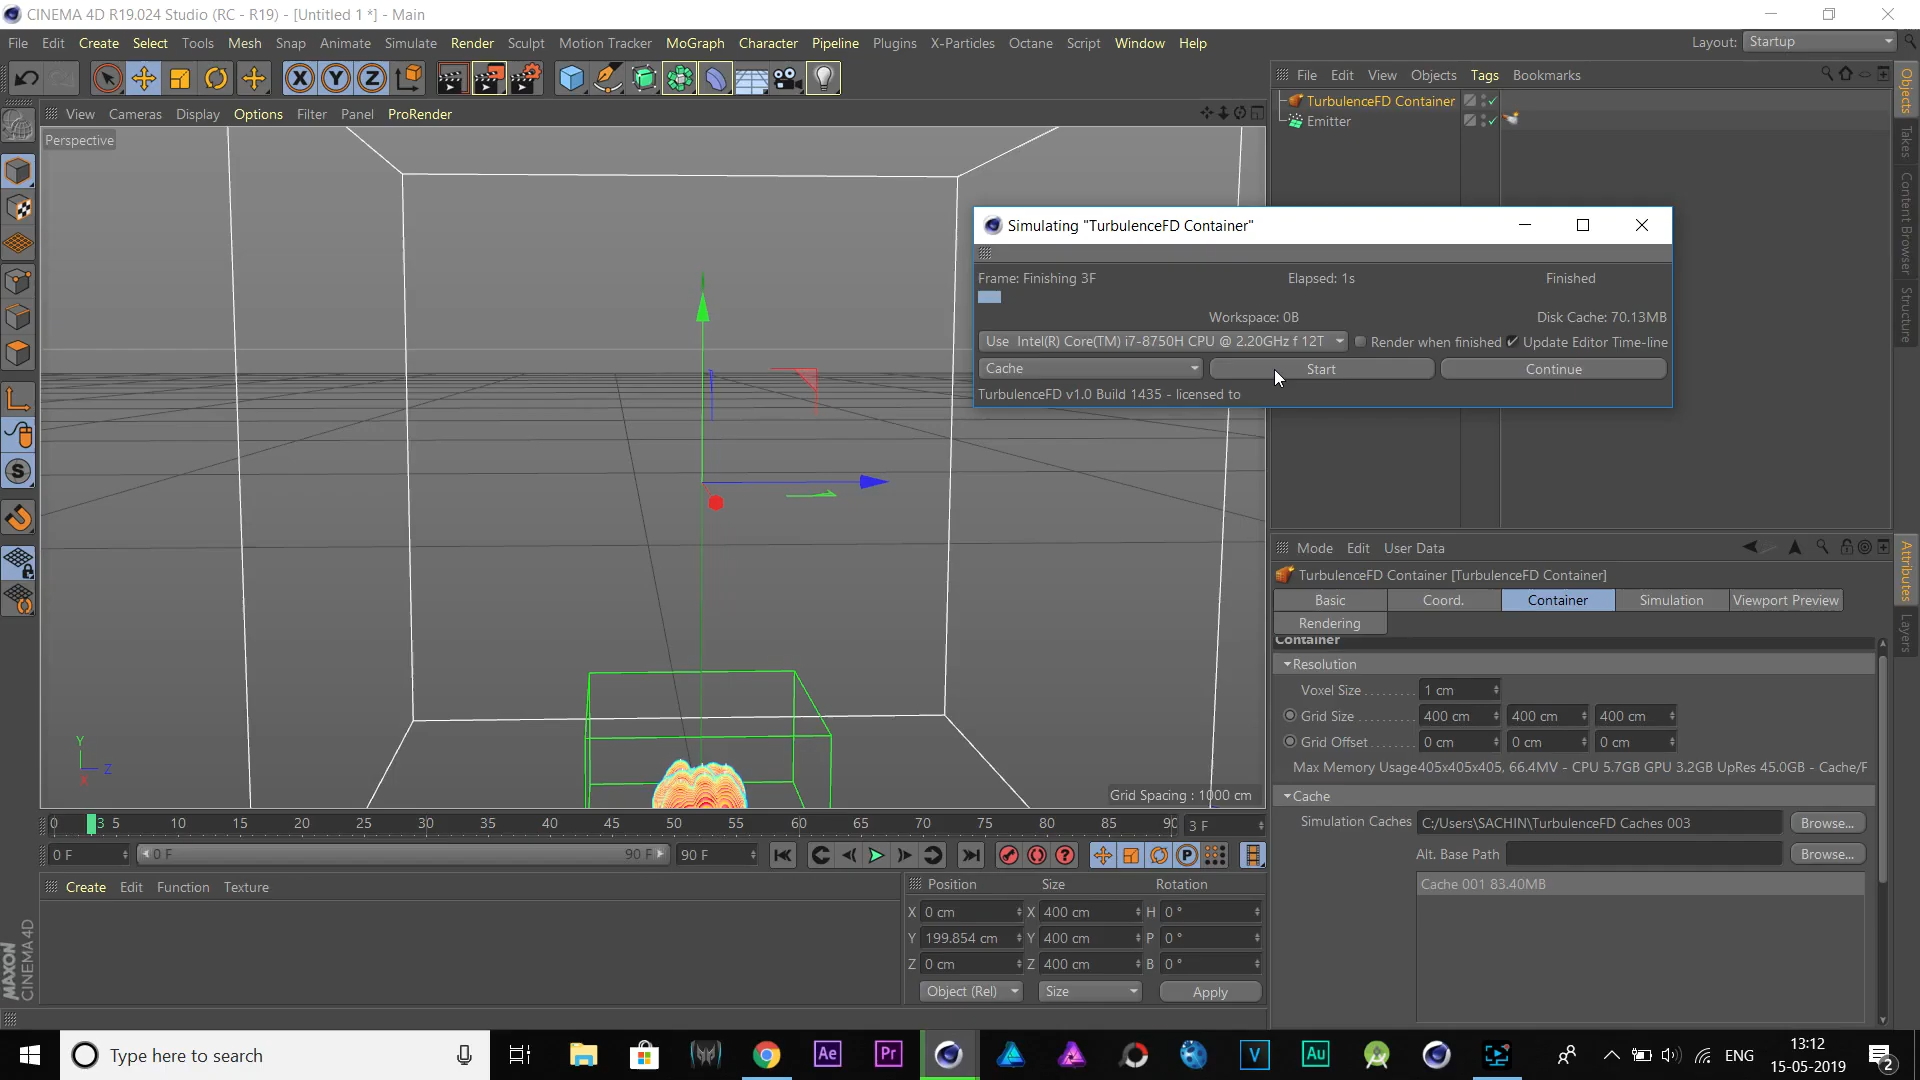 CINEMA 4D R19.024 Studio (RC - R19) - [Untitled 1 *] - Main
File Edit Create Select Tools Mesh Snap Animate Simulate Render Sculpt Motion Tracker MoGraph Character Pipeline Plugins X-Particles Octane Script Window Help
Layout: Startup
File Edit View Objects Tags Bookmarks
TurbulenceFD Container
Emitter
View Cameras Display Options Filter Panel ProRender
Perspective
Simulating "TurbulenceFD Container"
Frame: Finishing 3F Elapsed: 1s Finished
Workspace: 0B Disk Cache: 70.13MB
Use Intel(R) Core(TM) i7-8750H CPU @ 2.20GHz f 12T Render when finished Update Editor Time-line
Cache Start Continue
TurbulenceFD v1.0 Build 1435 - licensed to
Objects
Takes
Content Browser
Structure
Mode Edit User Data
TurbulenceFD Container [TurbulenceFD Container]
Basic Coord. Container Simulation Viewport Preview
Rendering
Container
Resolution
Voxel Size 1 cm
Grid Size 400 cm 400 cm 400 cm
Grid Offset 0 cm 0 cm 0 cm
Max Memory Usage405x405x405, 66.4MV - CPU 5.7GB GPU 3.2GB UpRes 45.0GB - Cache/F
Cache
Simulation Caches C:/Users\SACHIN\TurbulenceFD Caches 003 Browse...
Alt. Base Path Browse...
Cache 001 83.40MB
Attributes
Layers
Y
Z
X
Grid Spacing : 1000 cm
0 3 5 10 15 20 25 30 35 40 45 50 55 60 65 70 75 80 85 90 3 F
0 F 0 F 90 F 90 F
Create Edit Function Texture
Position Size Rotation
X 0 cm X 400 cm H 0 °
Y 199.854 cm Y 400 cm P 0 °
Z 0 cm Z 400 cm B 0 °
Object (Rel) Size Apply
MAXON
CINEMA 4D
Type here to search
Ae Pr V Au
ENG
13:12
15-05-2019
2